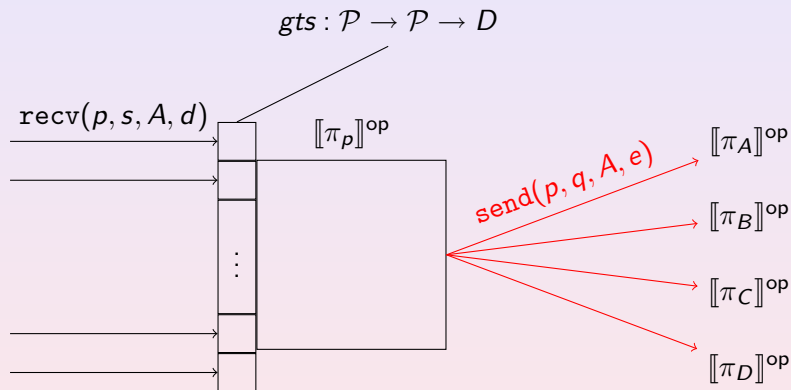 gts : 𝒫 → 𝒫 → D
recv(p, s, A, d)
⟦π_p⟧^op
send(p, q, A, e)
⟦π_A⟧^op
⟦π_B⟧^op
⋮
⟦π_C⟧^op
⟦π_D⟧^op